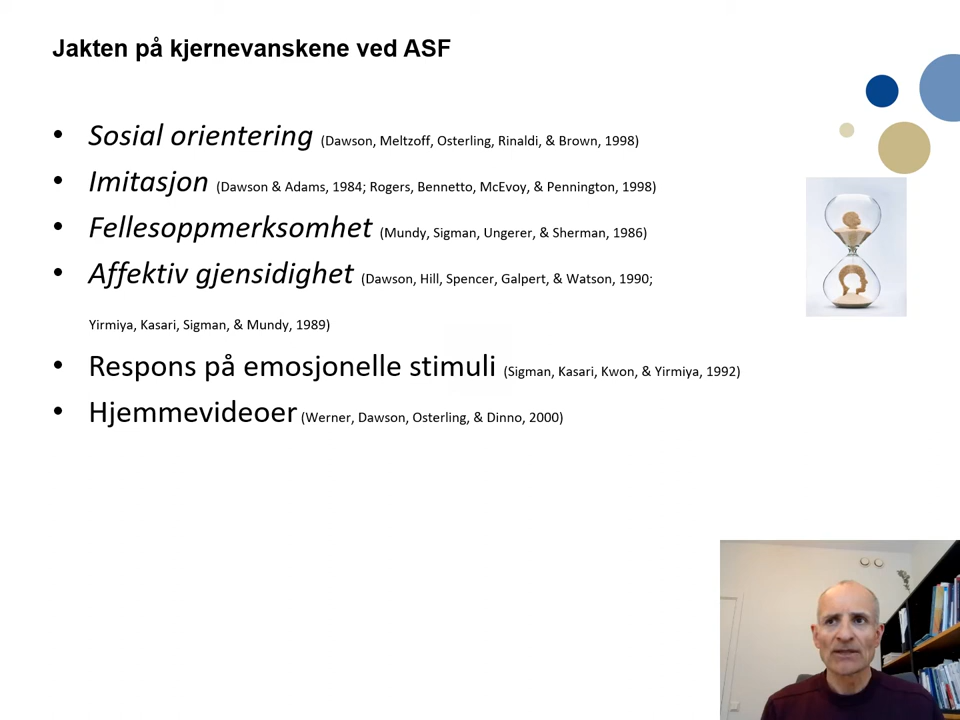 Jakten på kjernevanskene ved ASF
• Sosial orientering (Dawson, Meltzoff, Osterling, Rinaldi, & Brown, 1998)
• Imitasjon (Dawson & Adams, 1984; Rogers, Bennetto, McEvoy, & Pennington, 1998)
• Fellesoppmerksomhet (Mundy, Sigman, Ungerer, & Sherman, 1986)
• Affektiv gjensidighet (Dawson, Hill, Spencer, Galpert, & Watson, 1990;
Yirmiya, Kasari, Sigman, & Mundy, 1989)
• Respons på emosjonelle stimuli (Sigman, Kasari, Kwon, & Yirmiya, 1992)
• Hjemmevideoer (Werner, Dawson, Osterling, & Dinno, 2000)